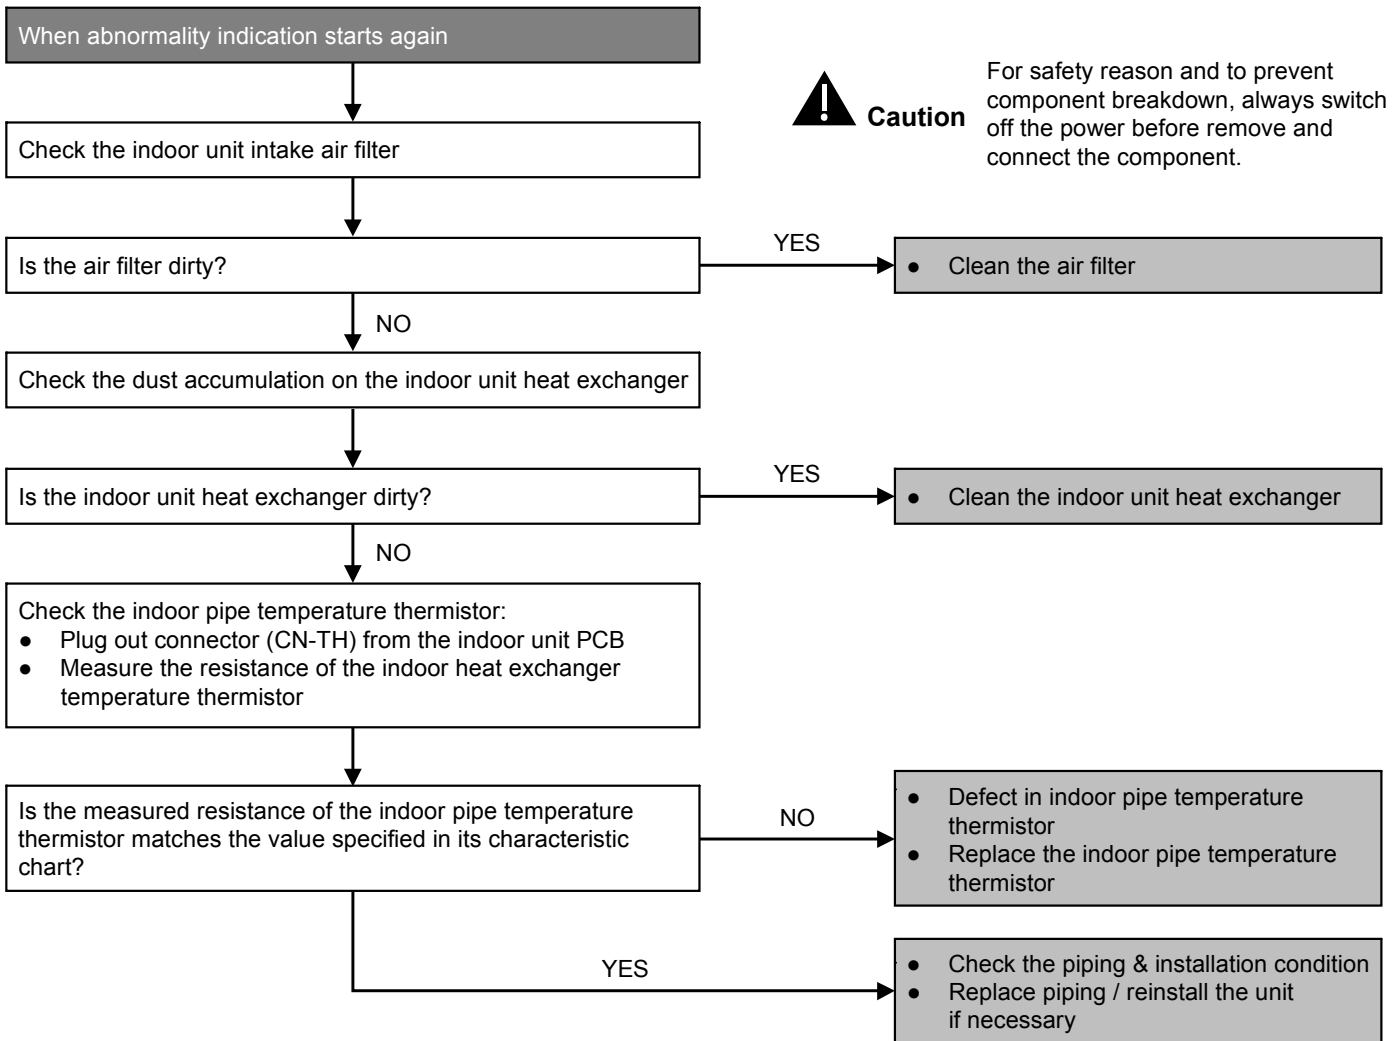 When abnormality indication starts again
Caution
For safety reason and to prevent
component breakdown, always switch
off the power before remove and
connect the component.
Check the indoor unit intake air filter
Is the air filter dirty?
YES
● Clean the air filter
NO
Check the dust accumulation on the indoor unit heat exchanger
Is the indoor unit heat exchanger dirty?
YES
● Clean the indoor unit heat exchanger
NO
Check the indoor pipe temperature thermistor:
● Plug out connector (CN-TH) from the indoor unit PCB
● Measure the resistance of the indoor heat exchanger
temperature thermistor
Is the measured resistance of the indoor pipe temperature
thermistor matches the value specified in its characteristic
chart?
NO
● Defect in indoor pipe temperature
thermistor
● Replace the indoor pipe temperature
thermistor
YES
● Check the piping & installation condition
● Replace piping / reinstall the unit
if necessary